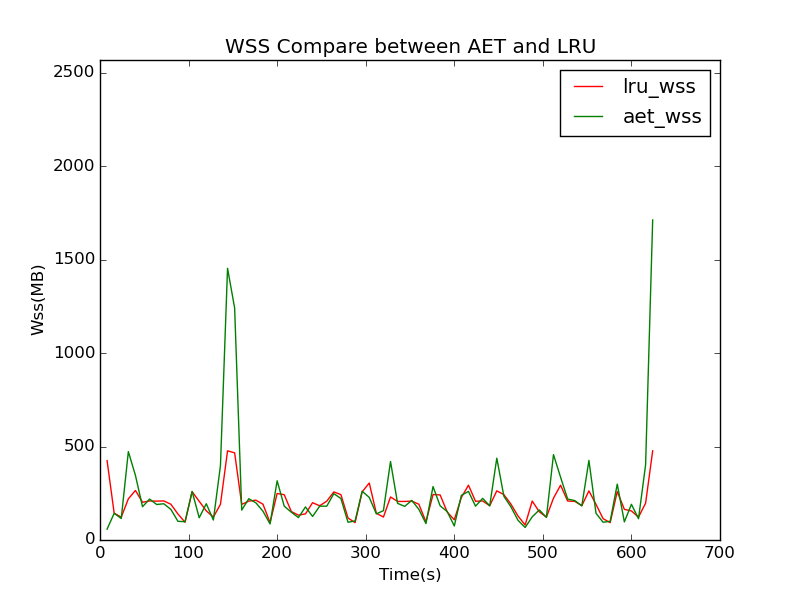 WSS Compare between AET and LRU
lru_wss
aet_wss
2500
2000
1500
1000
500
0
Wss(MB)
0 100 200 300 400 500 600 700
Time(s)